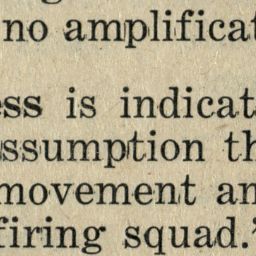 no amplificat
ess is indicat
ssumption th
movement an
firing squad."